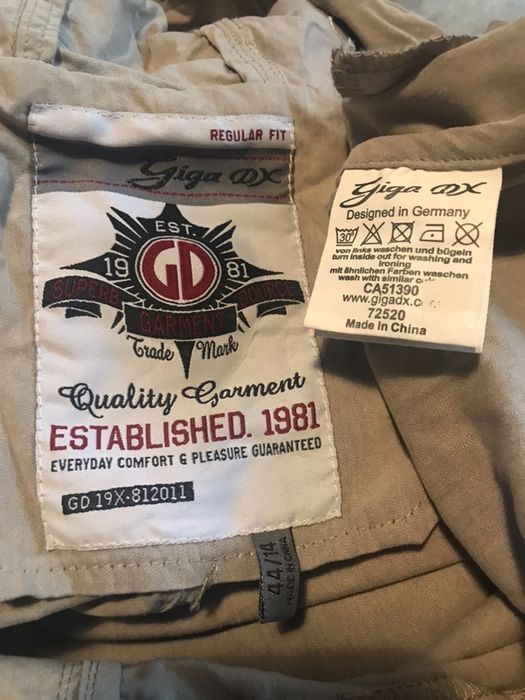 REGULAR FIT
Giga DX
EST.
19 GD 81
SUPERB GARMENT SOURCE
Trade Mark
Quality Garment
ESTABLISHED. 1981
EVERYDAY COMFORT & PLEASURE GUARANTEED
GD 19X-812011
44/14
MADE IN CHINA
Giga DX
Designed in Germany
30°
von links waschen und bügeln
turn inside out for washing and
ironing
mit ähnlichen Farben waschen
wash with similar
CA51390
www.gigadx.
72520
Made in China